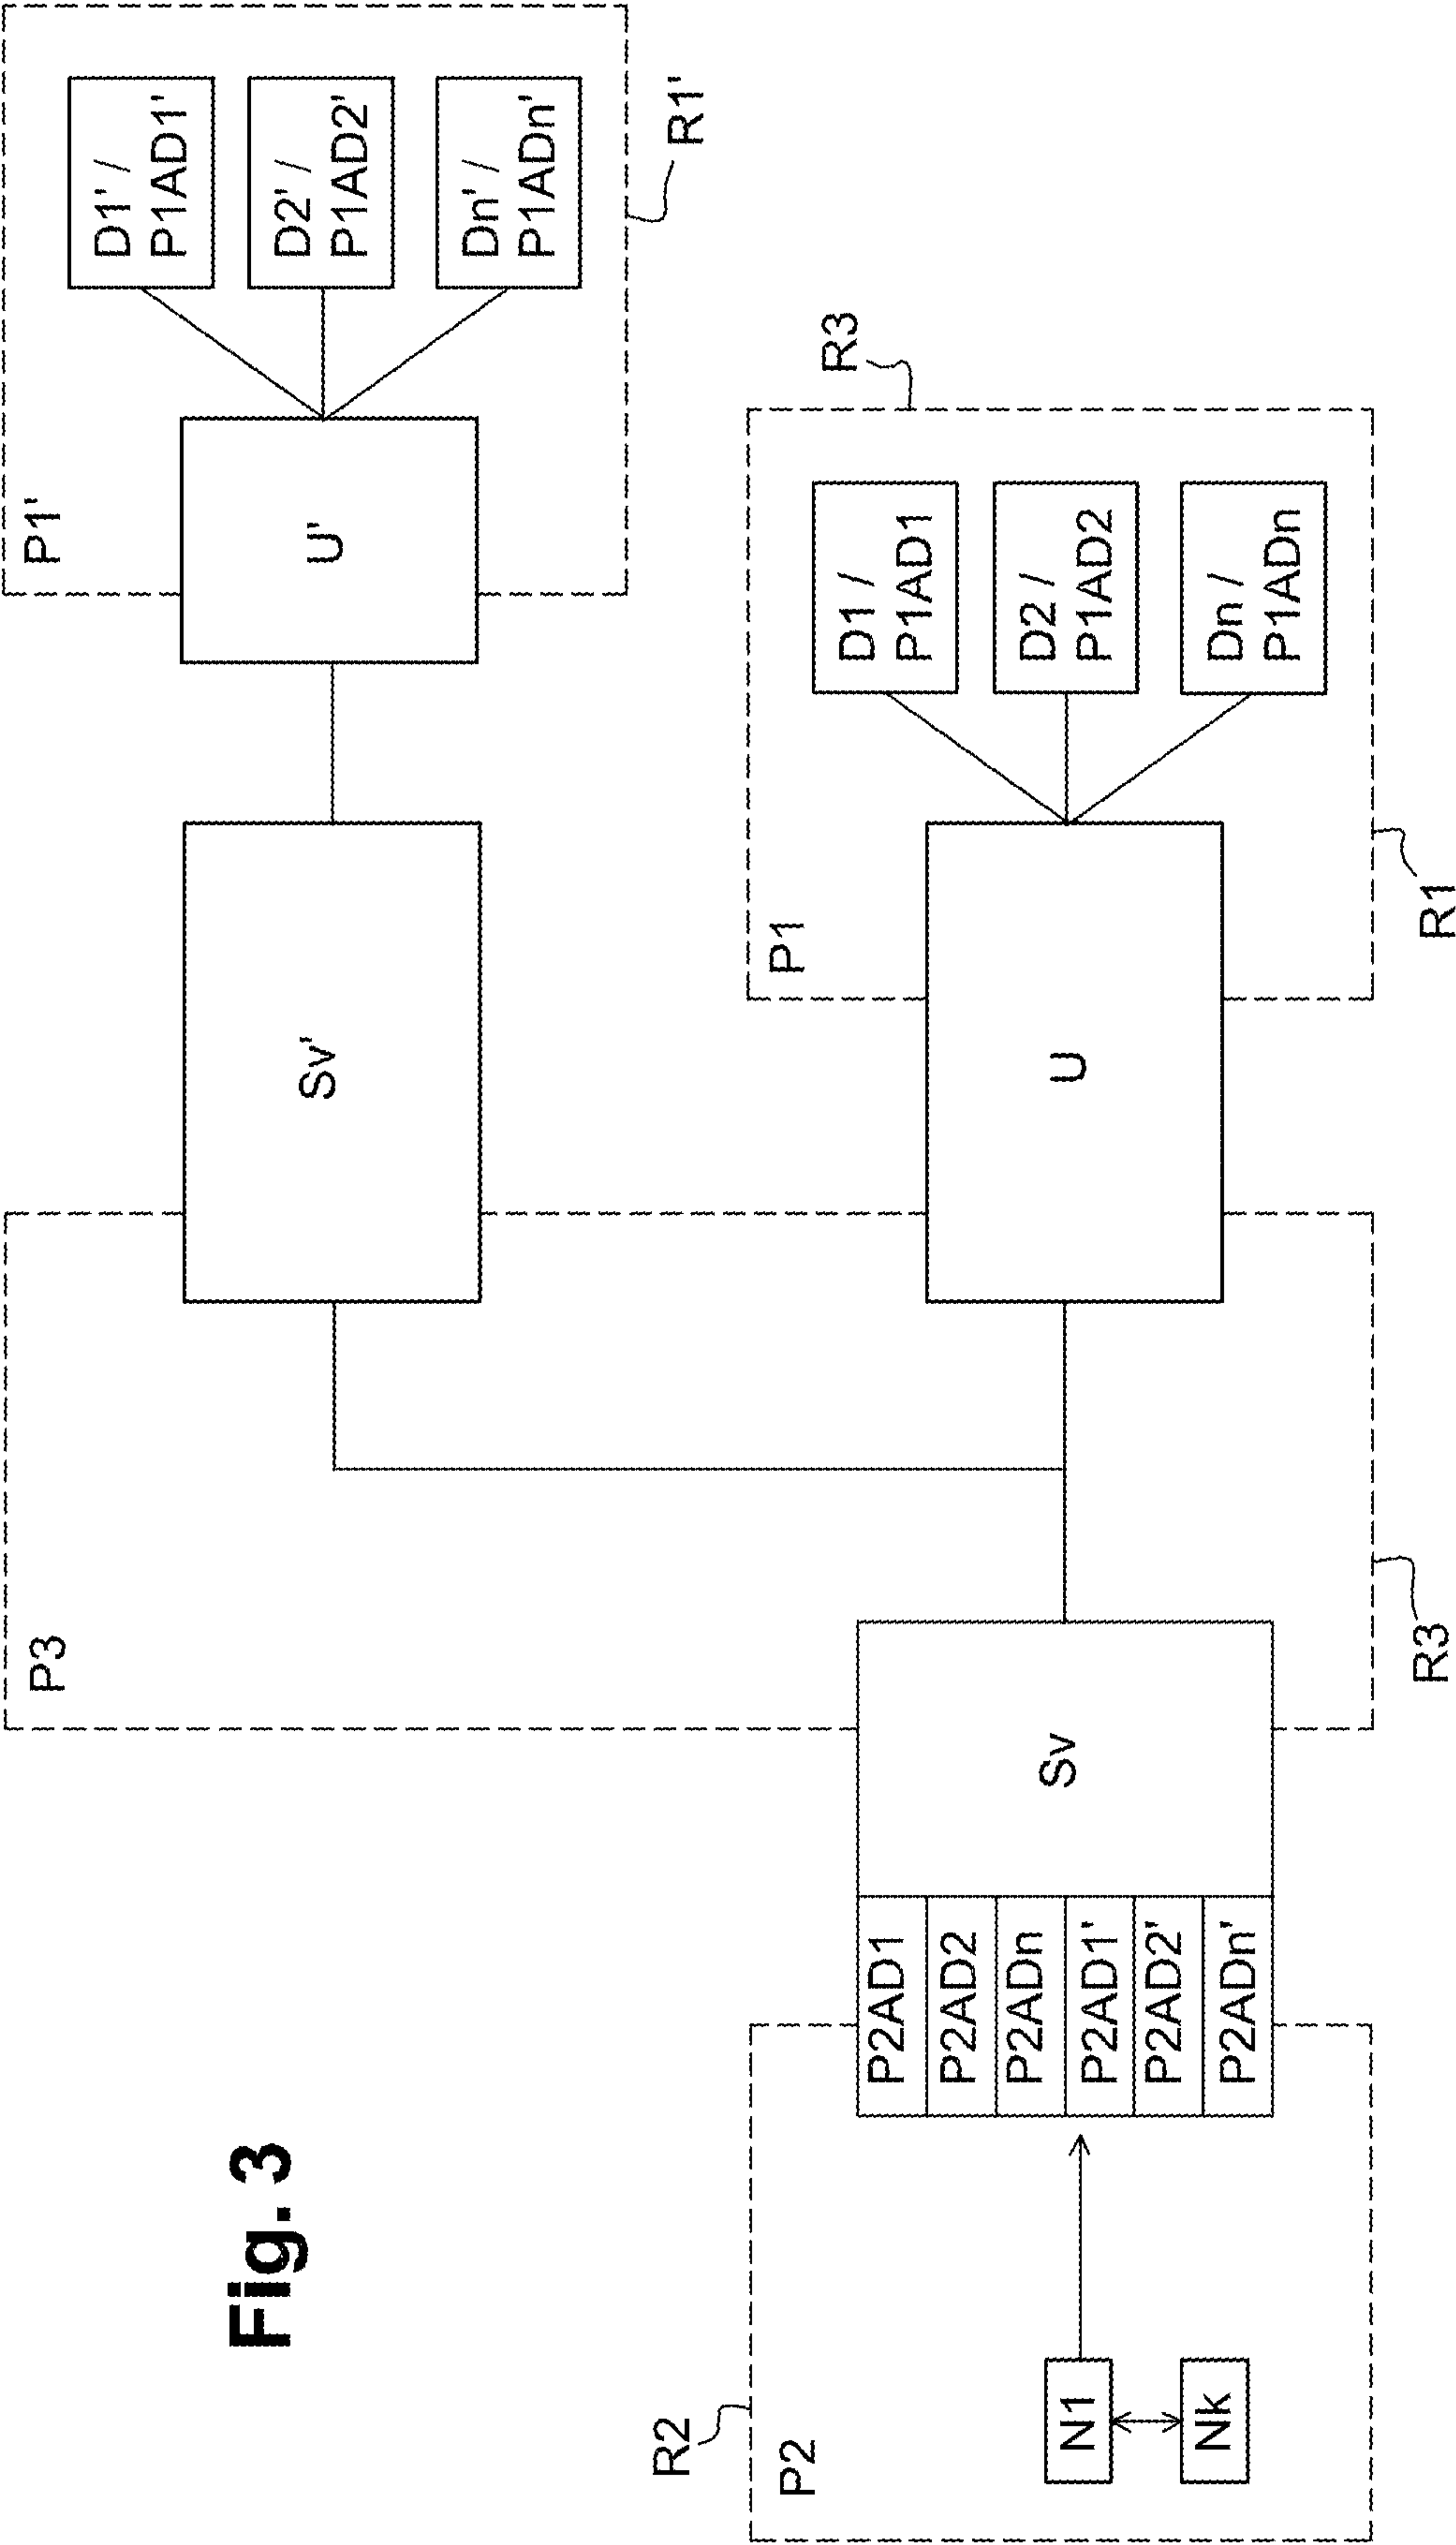 Fig. 3
R2
P2
N1
Nk
P2AD1
P2AD2
P2ADn
P2AD1'
P2AD2'
P2ADn'
Sv
P3
R3
Sv'
U
P1
R1
R3
D1 /
P1AD1
D2 /
P1AD2
Dn /
P1ADn
U'
P1'
D1' /
P1AD1'
D2' /
P1AD2'
Dn' /
P1ADn'
R1'